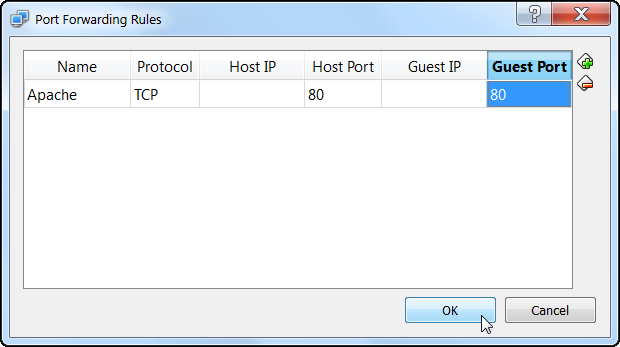 Port Forwarding Rules
Name Protocol Host IP Host Port Guest IP Guest Port
Apache TCP 80 80
OK Cancel